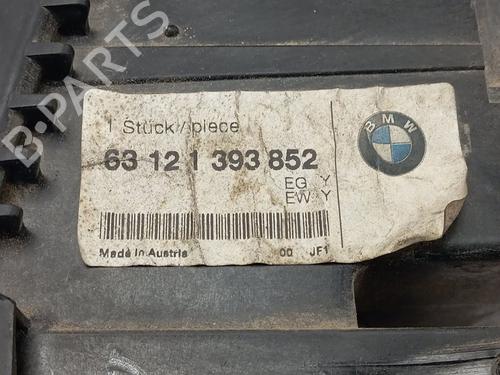 B-PARTS
1 Stück / piece
63 12 1 393 852
EG Y
EW Y
Made in Austria 00 JF1
BMW